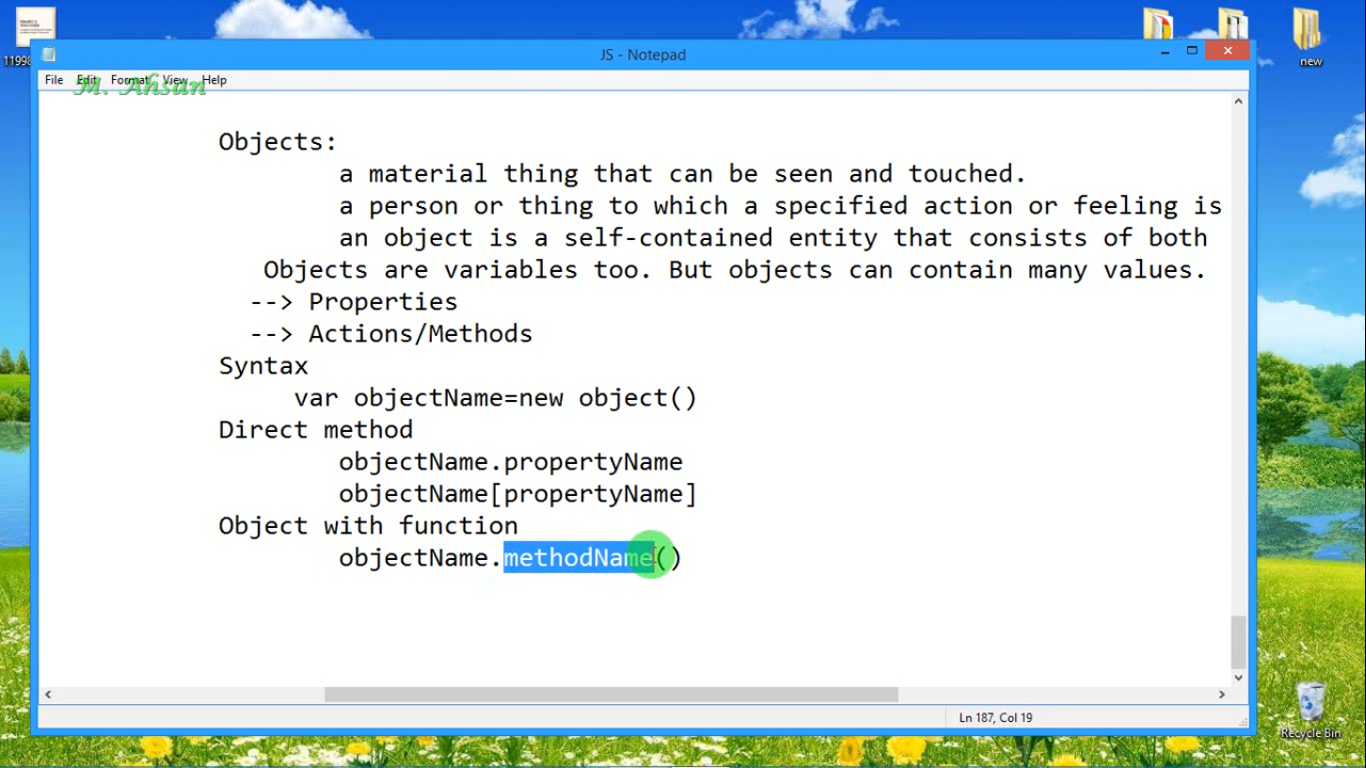 JS - Notepad
File Edit Format View Help
M. Ahsan
Objects:
a material thing that can be seen and touched.
a person or thing to which a specified action or feeling is
an object is a self-contained entity that consists of both
Objects are variables too. But objects can contain many values.
--> Properties
--> Actions/Methods
Syntax
var objectName=new object()
Direct method
objectName.propertyName
objectName[propertyName]
Object with function
objectName.methodName()
Ln 187, Col 19
new
Recycle Bin